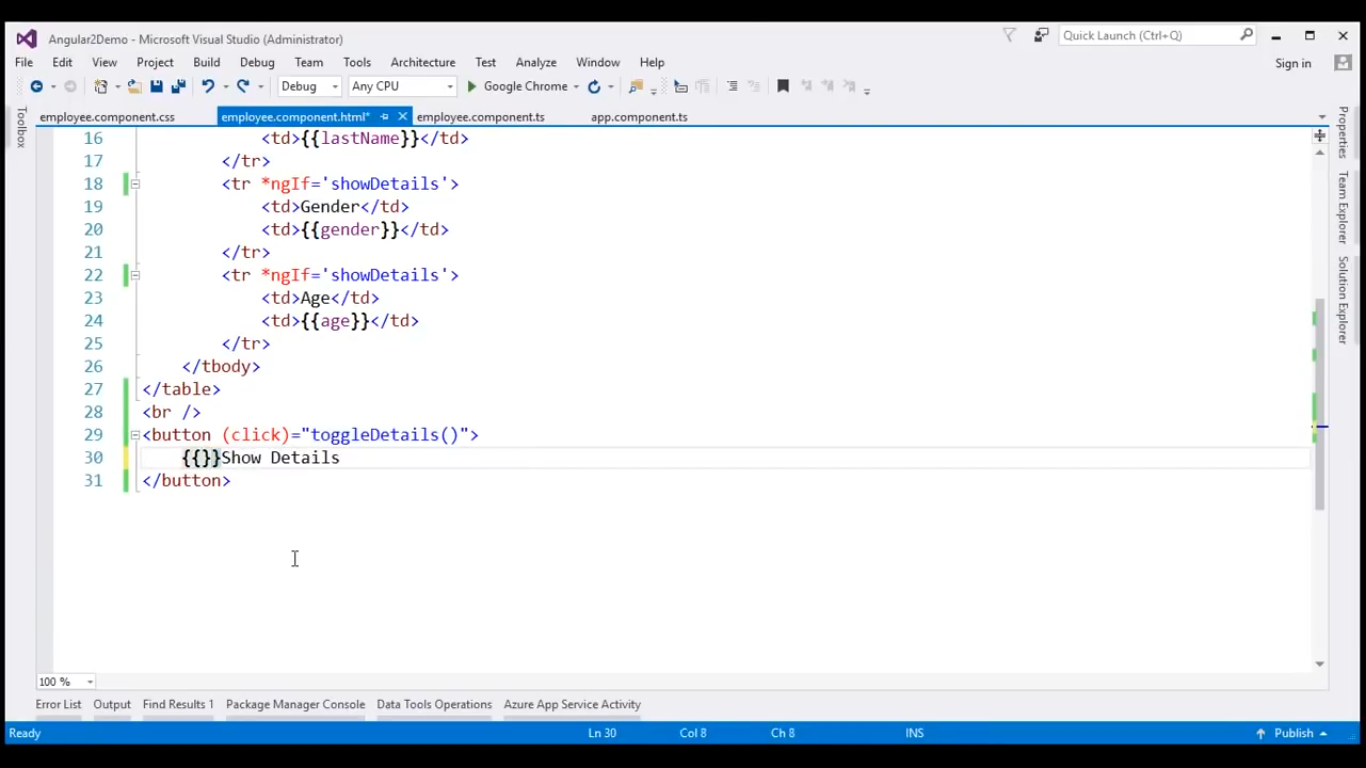 Angular2Demo - Microsoft Visual Studio (Administrator)
Quick Launch (Ctrl+Q)
File Edit View Project Build Debug Team Tools Architecture Test Analyze Window Help
Sign in
Debug Any CPU Google Chrome
Toolbox
employee.component.css employee.component.html* employee.component.ts app.component.ts
Properties
Team Explorer
Solution Explorer
16 <td>{{lastName}}</td>
17 </tr>
18 <tr *ngIf='showDetails'>
19 <td>Gender</td>
20 <td>{{gender}}</td>
21 </tr>
22 <tr *ngIf='showDetails'>
23 <td>Age</td>
24 <td>{{age}}</td>
25 </tr>
26 </tbody>
27 </table>
28 <br />
29 <button (click)="toggleDetails()">
30 {{}}Show Details
31 </button>
100 %
Error List Output Find Results 1 Package Manager Console Data Tools Operations Azure App Service Activity
Ready Ln 30 Col 8 Ch 8 INS Publish